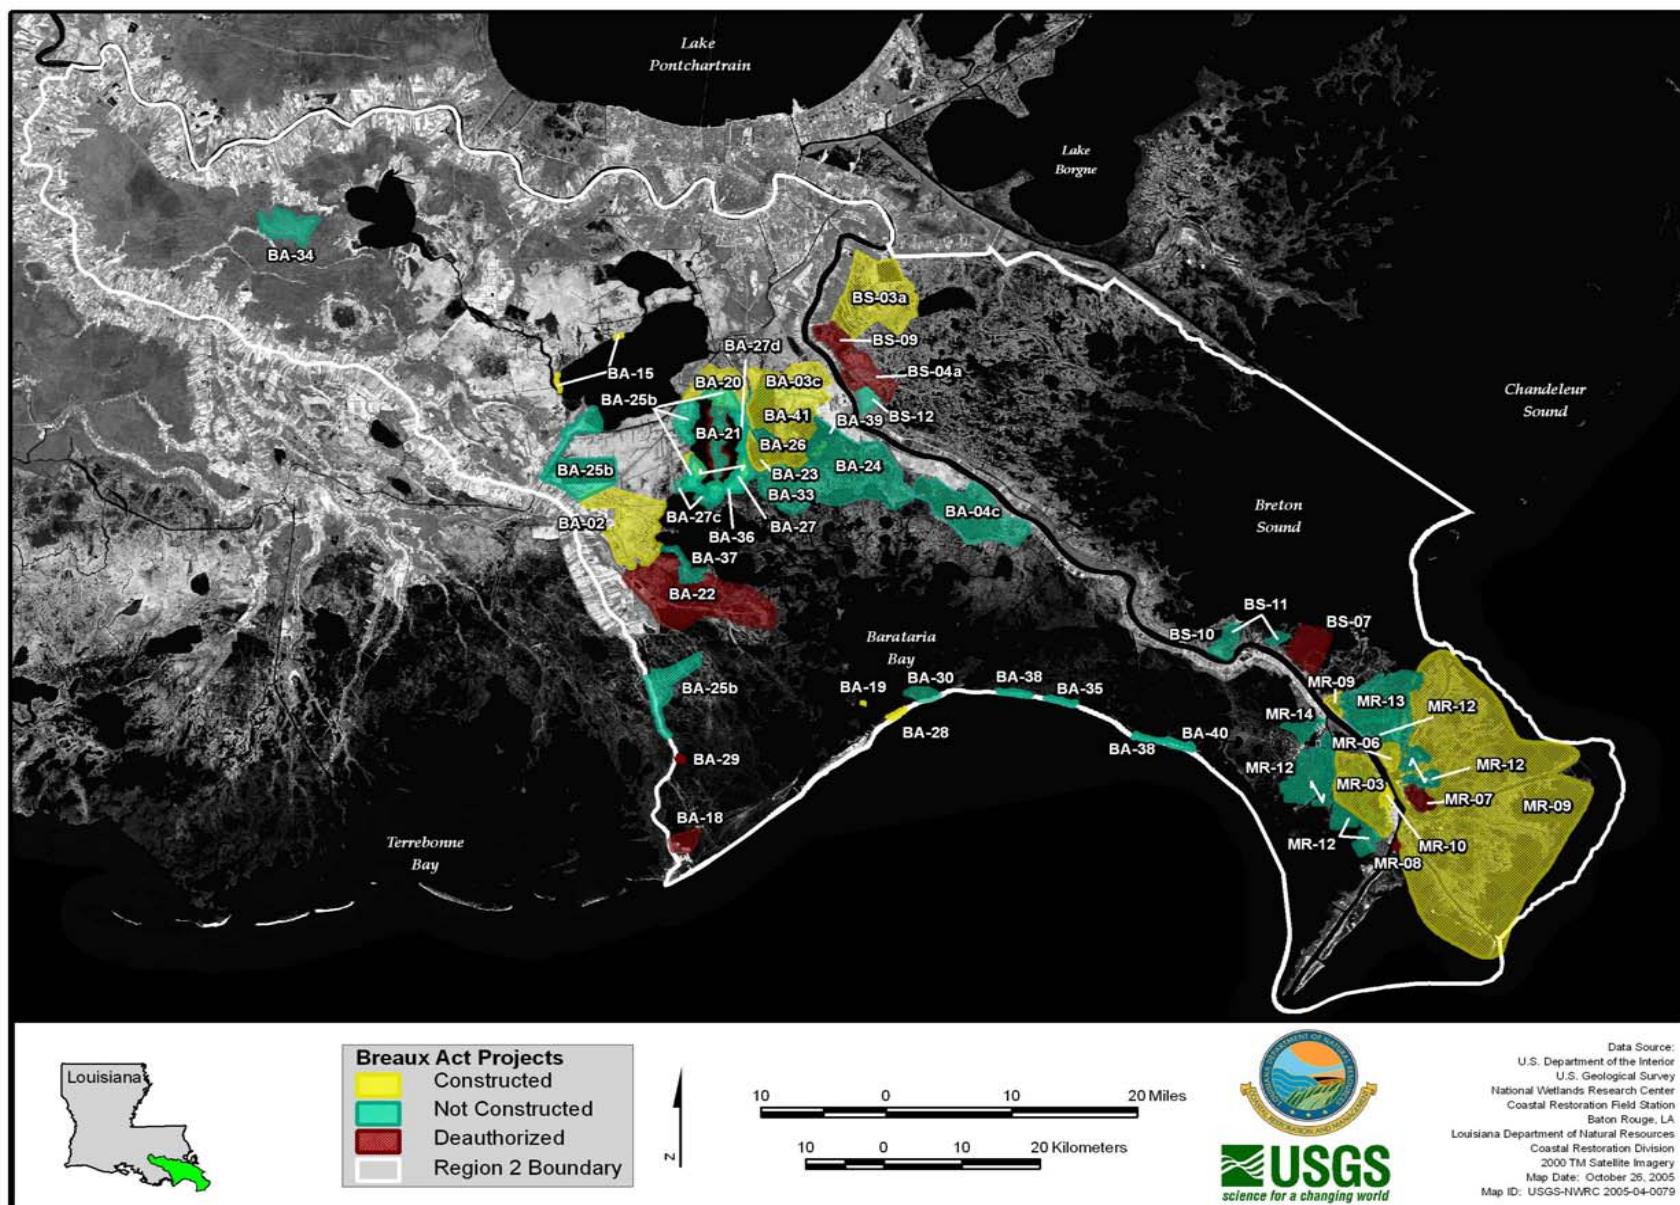 Lake
Pontchartrain
Lake
Borgne
BA-34
BS-03a
BA-27d
BS-09
BA-15
BA-20
BA-03c
BS-04a
Chandeleur
Sound
BA-25b
BA-41
BS-12
BA-39
BA-21
BA-26
BA-25b
BA-23
BA-24
BA-33
BA-04c
Breton
Sound
BA-02
BA-27c
BA-36
BA-27
BA-37
BA-22
BS-11
BS-07
BS-10
Barataria
Bay
BA-25b
BA-19
BA-30
BA-38
BA-35
MR-09
MR-13
MR-12
MR-14
BA-28
BA-38
BA-40
MR-06
BA-29
MR-12
MR-12
MR-03
MR-07
MR-09
BA-18
Terrebonne
Bay
MR-12
MR-10
MR-08
Louisiana
Breaux Act Projects
Constructed
Not Constructed
Deauthorized
Region 2 Boundary
N
10 0 10 20 Miles
10 0 10 20 Kilometers
LOUISIANA DEPARTMENT OF NATURAL RESOURCES
COASTAL RESTORATION AND MANAGEMENT
USGS
science for a changing world
Data Source:
U.S. Department of the Interior
U.S. Geological Survey
National Wetlands Research Center
Coastal Restoration Field Station
Baton Rouge, LA
Louisiana Department of Natural Resources
Coastal Restoration Division
2000 TM Satellite Imagery
Map Date: October 26, 2005
Map ID: USGS-NWRC 2005-04-0079